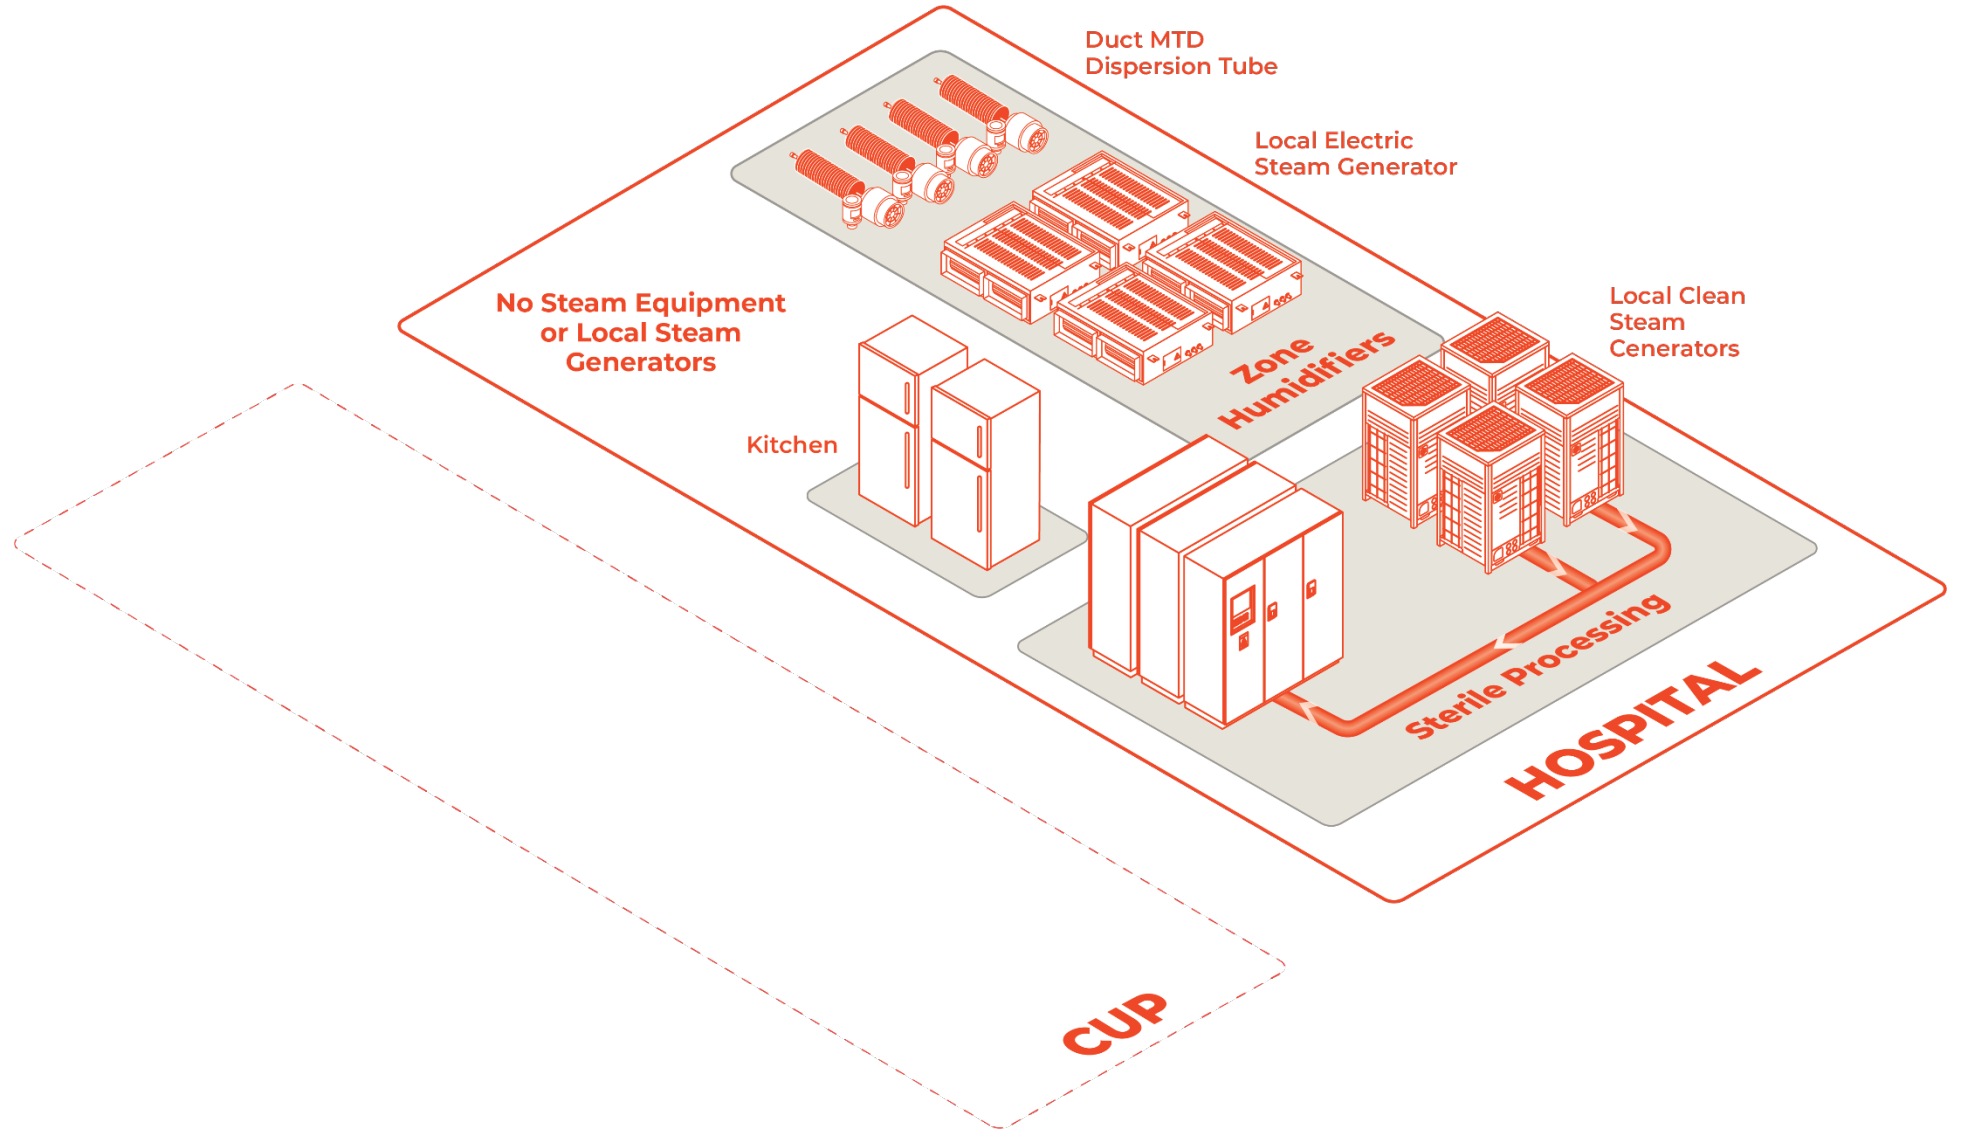 Duct MTD
Dispersion Tube
Local Electric
Steam Generator
Local Clean
Steam
Cenerators
No Steam Equipment
or Local Steam
Generators
Zone
Humidifiers
Kitchen
Sterile Processing
HOSPITAL
CUP